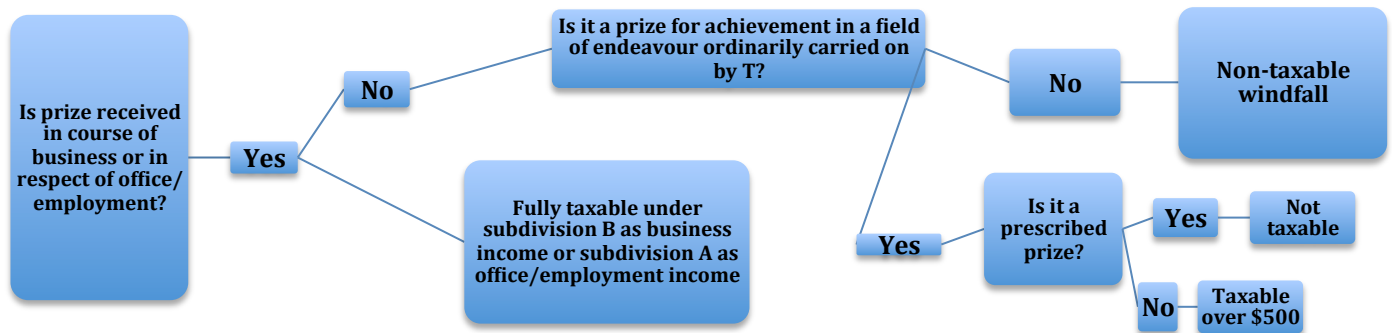 Is prize received
in course of
business or in
respect of office/
employment?
Yes
No
Is it a prize for achievement in a field
of endeavour ordinarily carried on
by T?
No
Non-taxable
windfall
Fully taxable under
subdivision B as business
income or subdivision A as
office/employment income
Yes
Is it a
prescribed
prize?
Yes
Not
taxable
No
Taxable
over $500